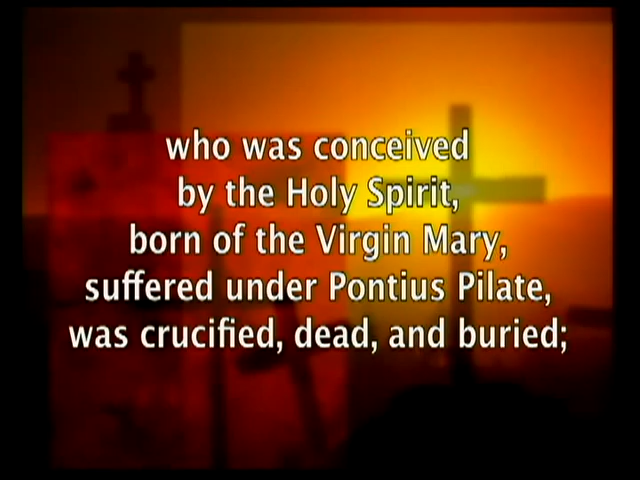 who was conceived
by the Holy Spirit,
born of the Virgin Mary,
suffered under Pontius Pilate,
was crucified, dead, and buried;